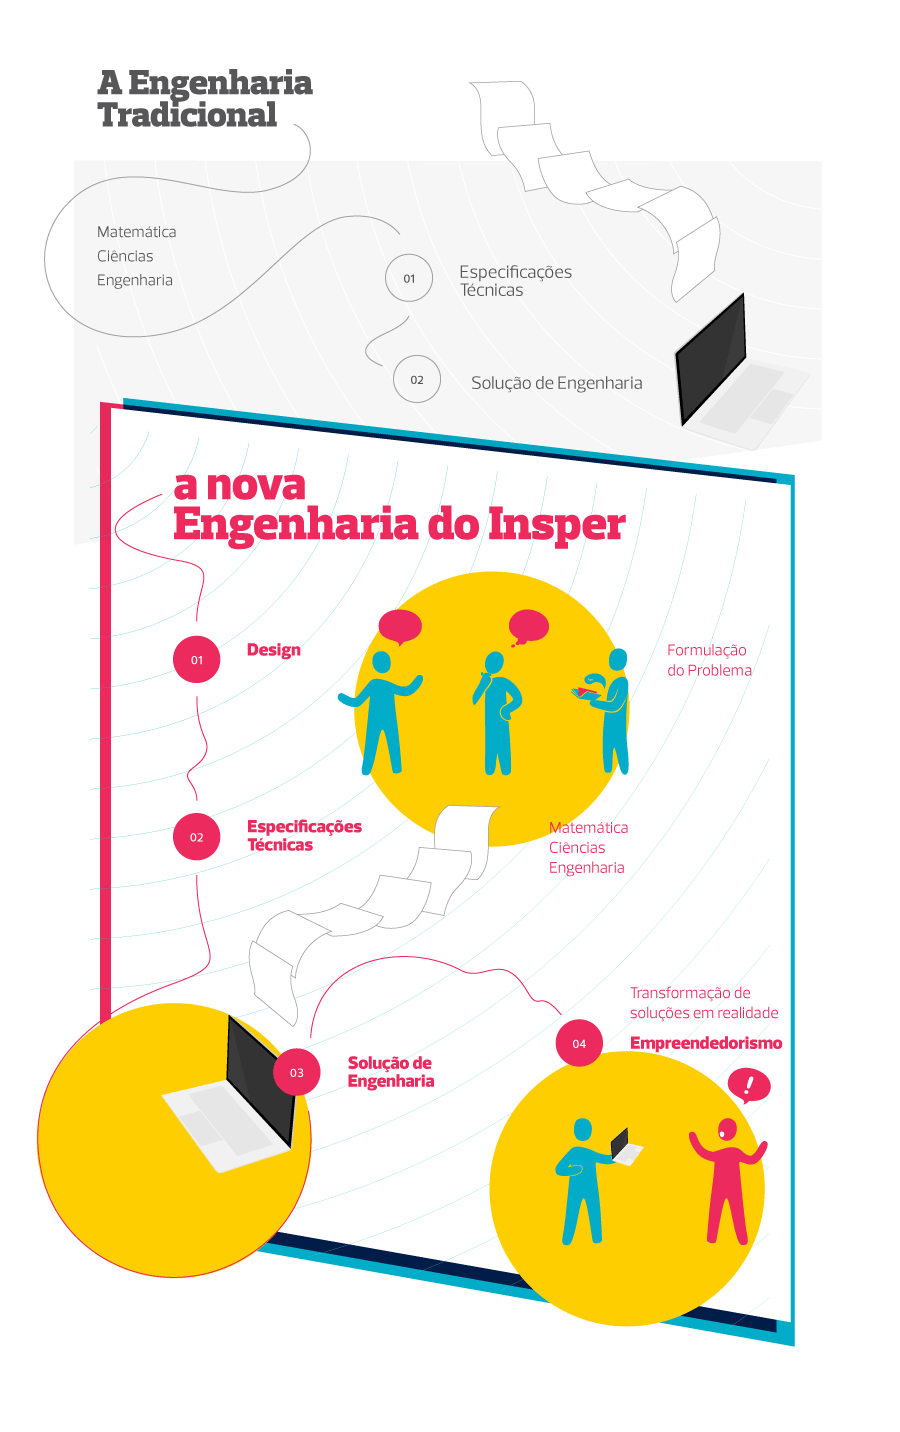 A Engenharia
Tradicional
Matemática
Ciências
Engenharia
01
Especificações
Técnicas
02
Solução de Engenharia
a nova
Engenharia do Insper
01
Design
Formulação
do Problema
02
Especificações
Técnicas
Matemática
Ciências
Engenharia
03
Solução de
Engenharia
Transformação de
soluções em realidade
04
Empreendedorismo
!